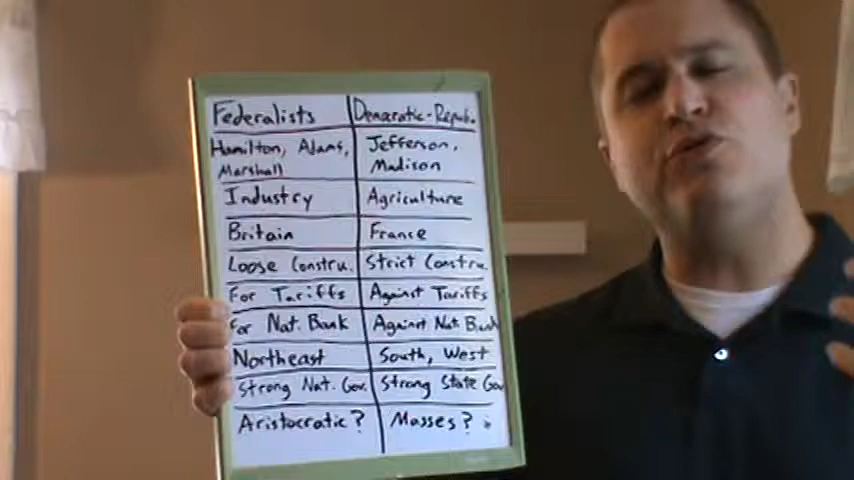 Federalists Democratic-Repub.
Hamilton, Adams, Jefferson,
Marshall Madison
Industry Agriculture
Britain France
Loose Constru. Strict Constru.
For Tariffs Against Tariffs
For Nat. Bank Against Nat. Bank
Northeast South, West
Strong Nat. Gov. Strong State Gov
Aristocratic? Masses?